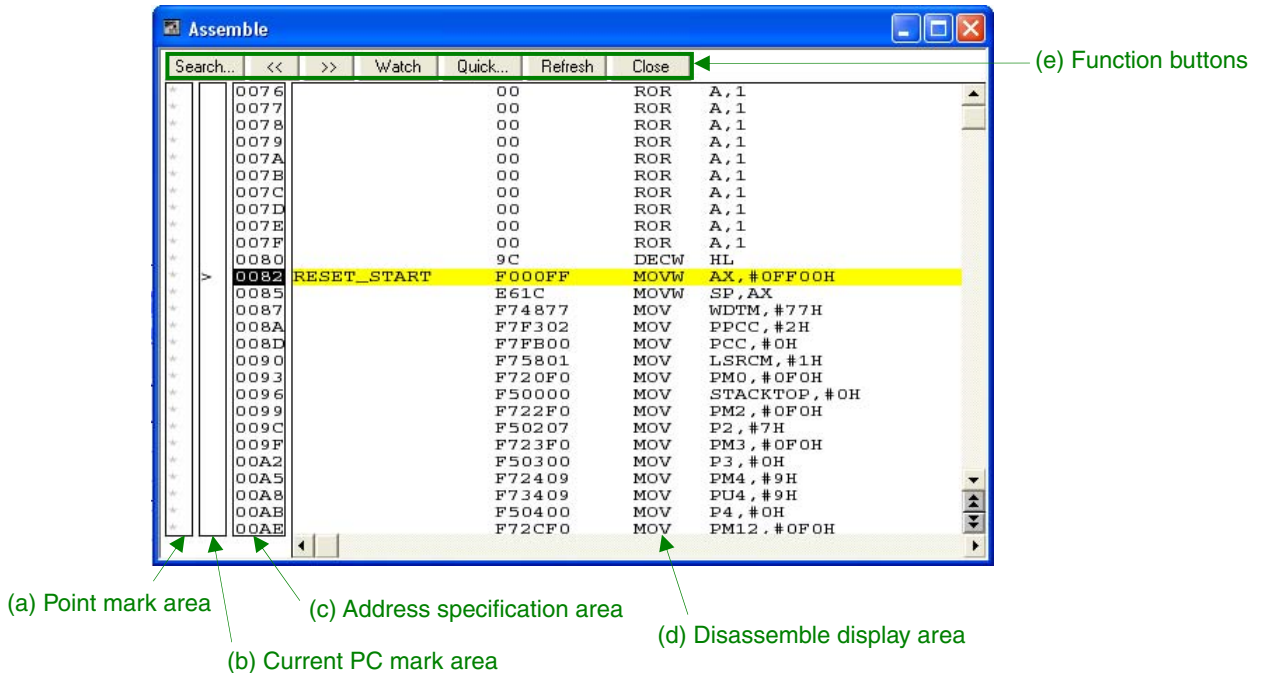 Assemble
Search... << >> Watch Quick... Refresh Close
(e) Function buttons
* 0076 00 ROR A,1
* 0077 00 ROR A,1
* 0078 00 ROR A,1
* 0079 00 ROR A,1
* 007A 00 ROR A,1
* 007B 00 ROR A,1
* 007C 00 ROR A,1
* 007D 00 ROR A,1
* 007E 00 ROR A,1
* 007F 00 ROR A,1
* 0080 9C DECW HL
* > 0082 RESET_START F000FF MOVW AX,#0FF00H
* 0085 E61C MOVW SP,AX
* 0087 F74877 MOV WDTM,#77H
* 008A F7F302 MOV PPCC,#2H
* 008D F7FB00 MOV PCC,#0H
* 0090 F75801 MOV LSRCM,#1H
* 0093 F720F0 MOV PM0,#0F0H
* 0096 F50000 MOV STACKTOP,#0H
* 0099 F722F0 MOV PM2,#0F0H
* 009C F50207 MOV P2,#7H
* 009F F723F0 MOV PM3,#0F0H
* 00A2 F50300 MOV P3,#0H
* 00A5 F72409 MOV PM4,#9H
* 00A8 F73409 MOV PU4,#9H
* 00AB F50400 MOV P4,#0H
* 00AE F72CF0 MOV PM12,#0F0H
(a) Point mark area
(c) Address specification area
(d) Disassemble display area
(b) Current PC mark area